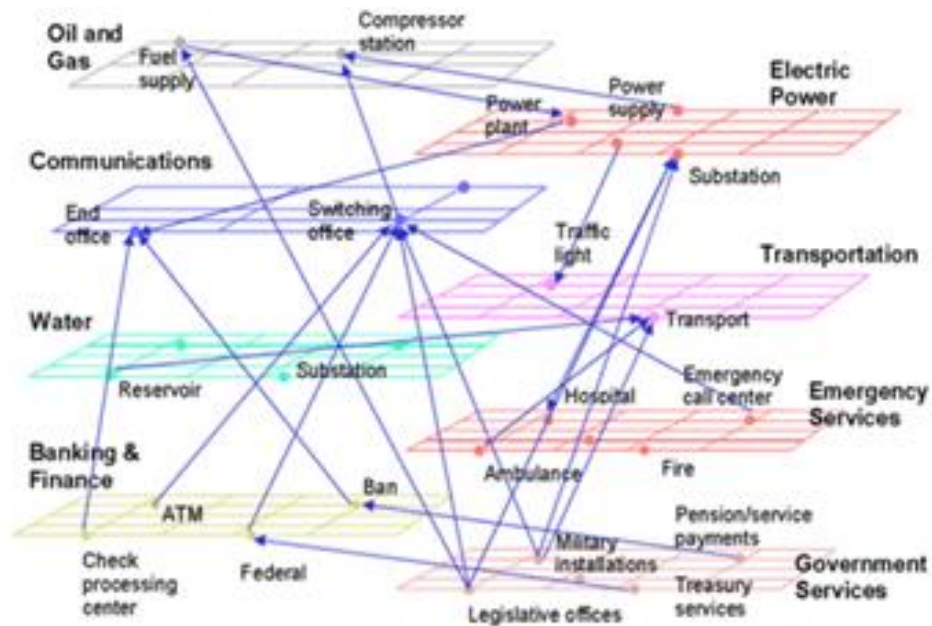 Oil and
Gas
Fuel
supply
Compressor
station
Electric
Power
Power
plant
Power
supply
Substation
Communications
End
office
Switching
office
Traffic
light
Transportation
Transport
Water
Reservoir
Substation
Hospital
Emergency
call center
Emergency
Services
Ambulance
Fire
Banking &
Finance
ATM
Ban
Check
processing
center
Federal
Pension/service
payments
Military
installations
Government
Services
Legislative offices
Treasury
services